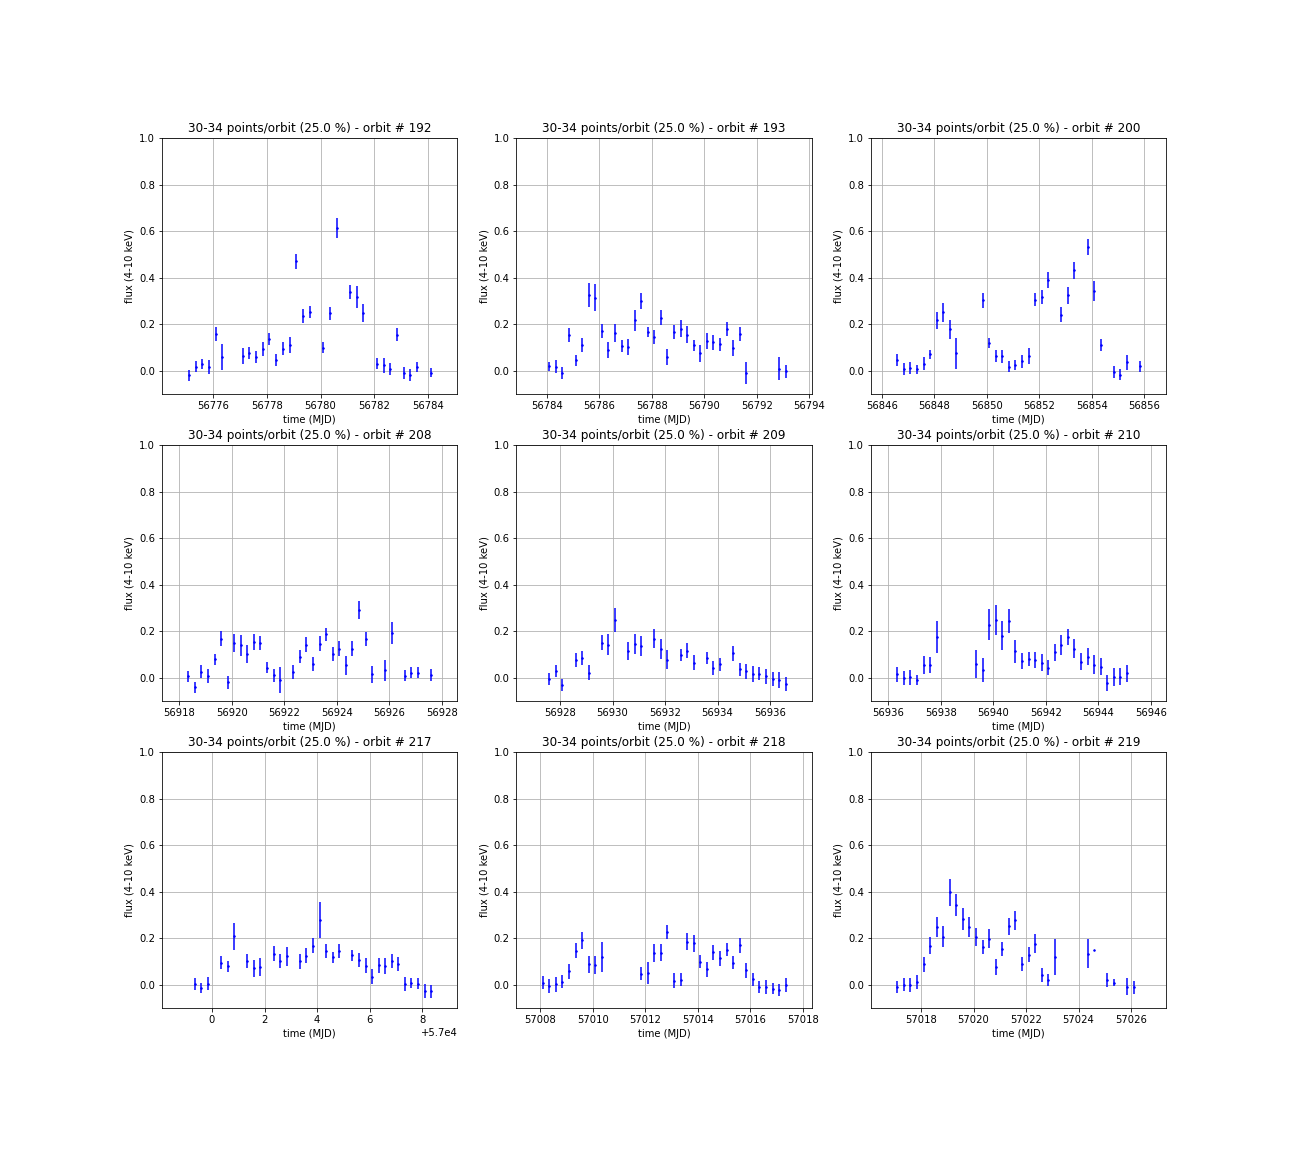 30-34 points/orbit (25.0 %) - orbit # 192
1.0
0.8
0.6
0.4
0.2
0.0
flux (4-10 keV)
56776 56778 56780 56782 56784
time (MJD)
30-34 points/orbit (25.0 %) - orbit # 193
1.0
0.8
0.6
0.4
0.2
0.0
flux (4-10 keV)
56784 56786 56788 56790 56792 56794
time (MJD)
30-34 points/orbit (25.0 %) - orbit # 200
1.0
0.8
0.6
0.4
0.2
0.0
flux (4-10 keV)
56846 56848 56850 56852 56854 56856
time (MJD)
30-34 points/orbit (25.0 %) - orbit # 208
1.0
0.8
0.6
0.4
0.2
0.0
flux (4-10 keV)
56918 56920 56922 56924 56926 56928
time (MJD)
30-34 points/orbit (25.0 %) - orbit # 209
1.0
0.8
0.6
0.4
0.2
0.0
flux (4-10 keV)
56928 56930 56932 56934 56936
time (MJD)
30-34 points/orbit (25.0 %) - orbit # 210
1.0
0.8
0.6
0.4
0.2
0.0
flux (4-10 keV)
56936 56938 56940 56942 56944 56946
time (MJD)
30-34 points/orbit (25.0 %) - orbit # 217
1.0
0.8
0.6
0.4
0.2
0.0
flux (4-10 keV)
0 2 4 6 8
time (MJD)
+5.7e4
30-34 points/orbit (25.0 %) - orbit # 218
1.0
0.8
0.6
0.4
0.2
0.0
flux (4-10 keV)
57008 57010 57012 57014 57016 57018
time (MJD)
30-34 points/orbit (25.0 %) - orbit # 219
1.0
0.8
0.6
0.4
0.2
0.0
flux (4-10 keV)
57018 57020 57022 57024 57026
time (MJD)